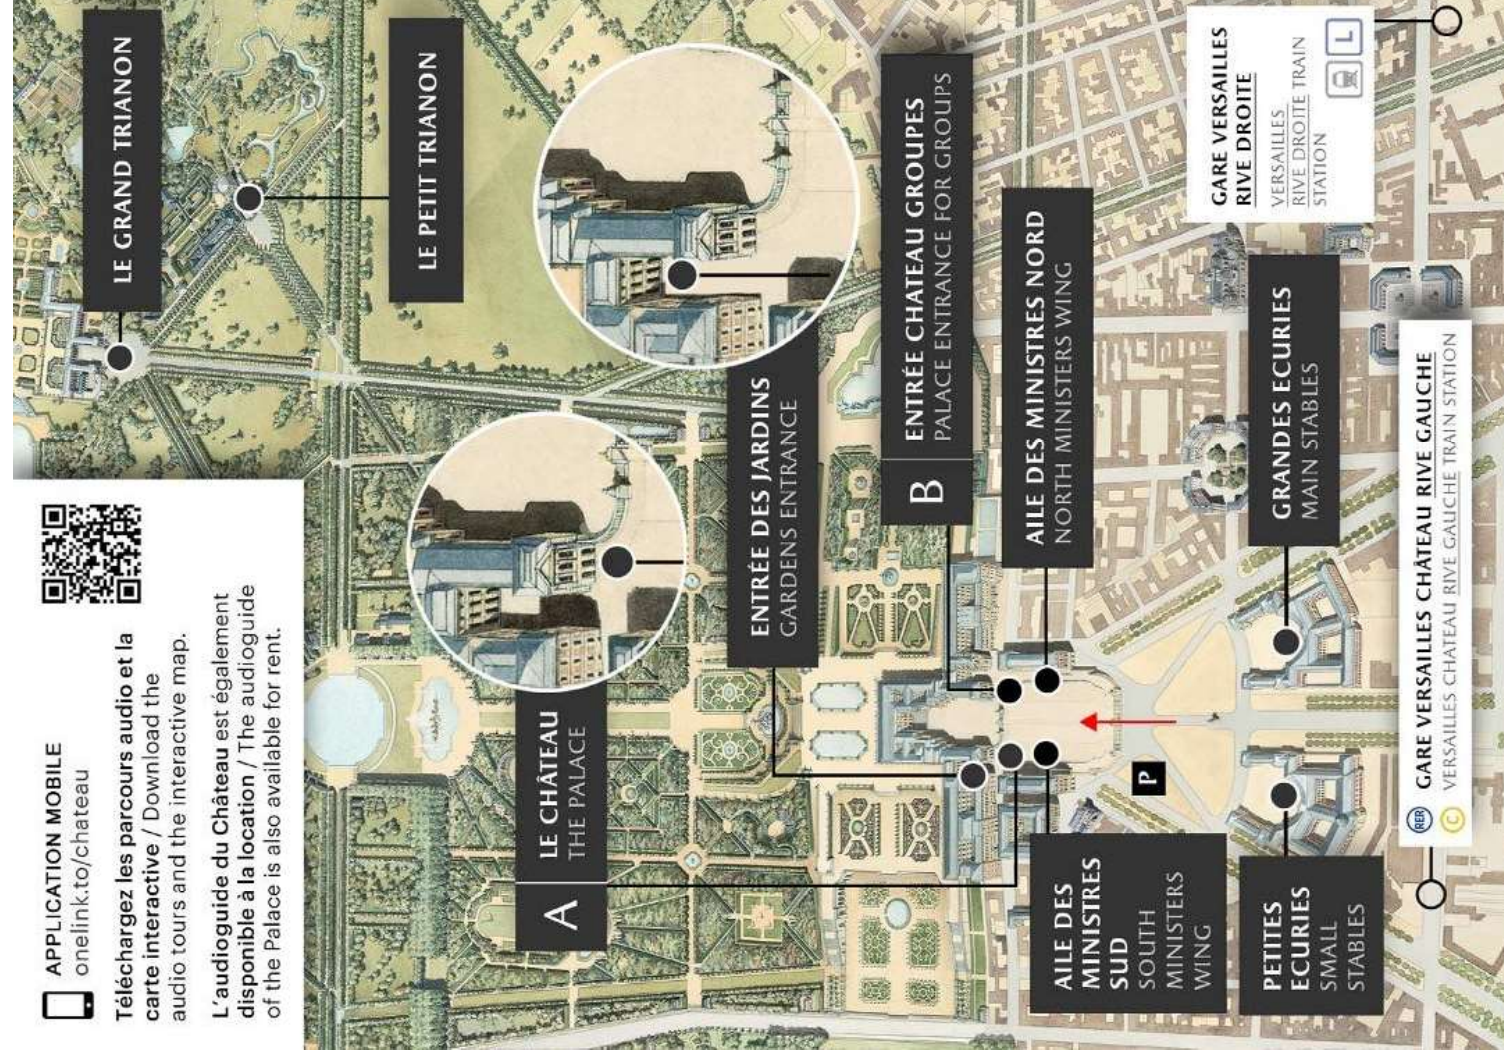 APPLICATION MOBILE
onelink.to/chateau
Téléchargez les parcours audio et la
carte interactive / Download the
audio tours and the interactive map.
L'audioguide du Château est également
disponible à la location / The audioguide
of the Palace is also available for rent.
LE GRAND TRIANON
LE PETIT TRIANON
A
LE CHÂTEAU
THE PALACE
ENTRÉE DES JARDINS
GARDENS ENTRANCE
B
ENTRÉE CHATEAU GROUPES
PALACE ENTRANCE FOR GROUPS
AILE DES MINISTRES NORD
NORTH MINISTERS WING
AILE DES
MINISTRES
SUD
SOUTH
MINISTERS
WING
P
GRANDES ECURIES
MAIN STABLES
PETITES
ECURIES
SMALL
STABLES
GARE VERSAILLES
RIVE DROITE
VERSAILLES
RIVE DROITE TRAIN
STATION
L
RER GARE VERSAILLES CHÂTEAU RIVE GAUCHE
C VERSAILLES CHATEAU RIVE GAUCHE TRAIN STATION